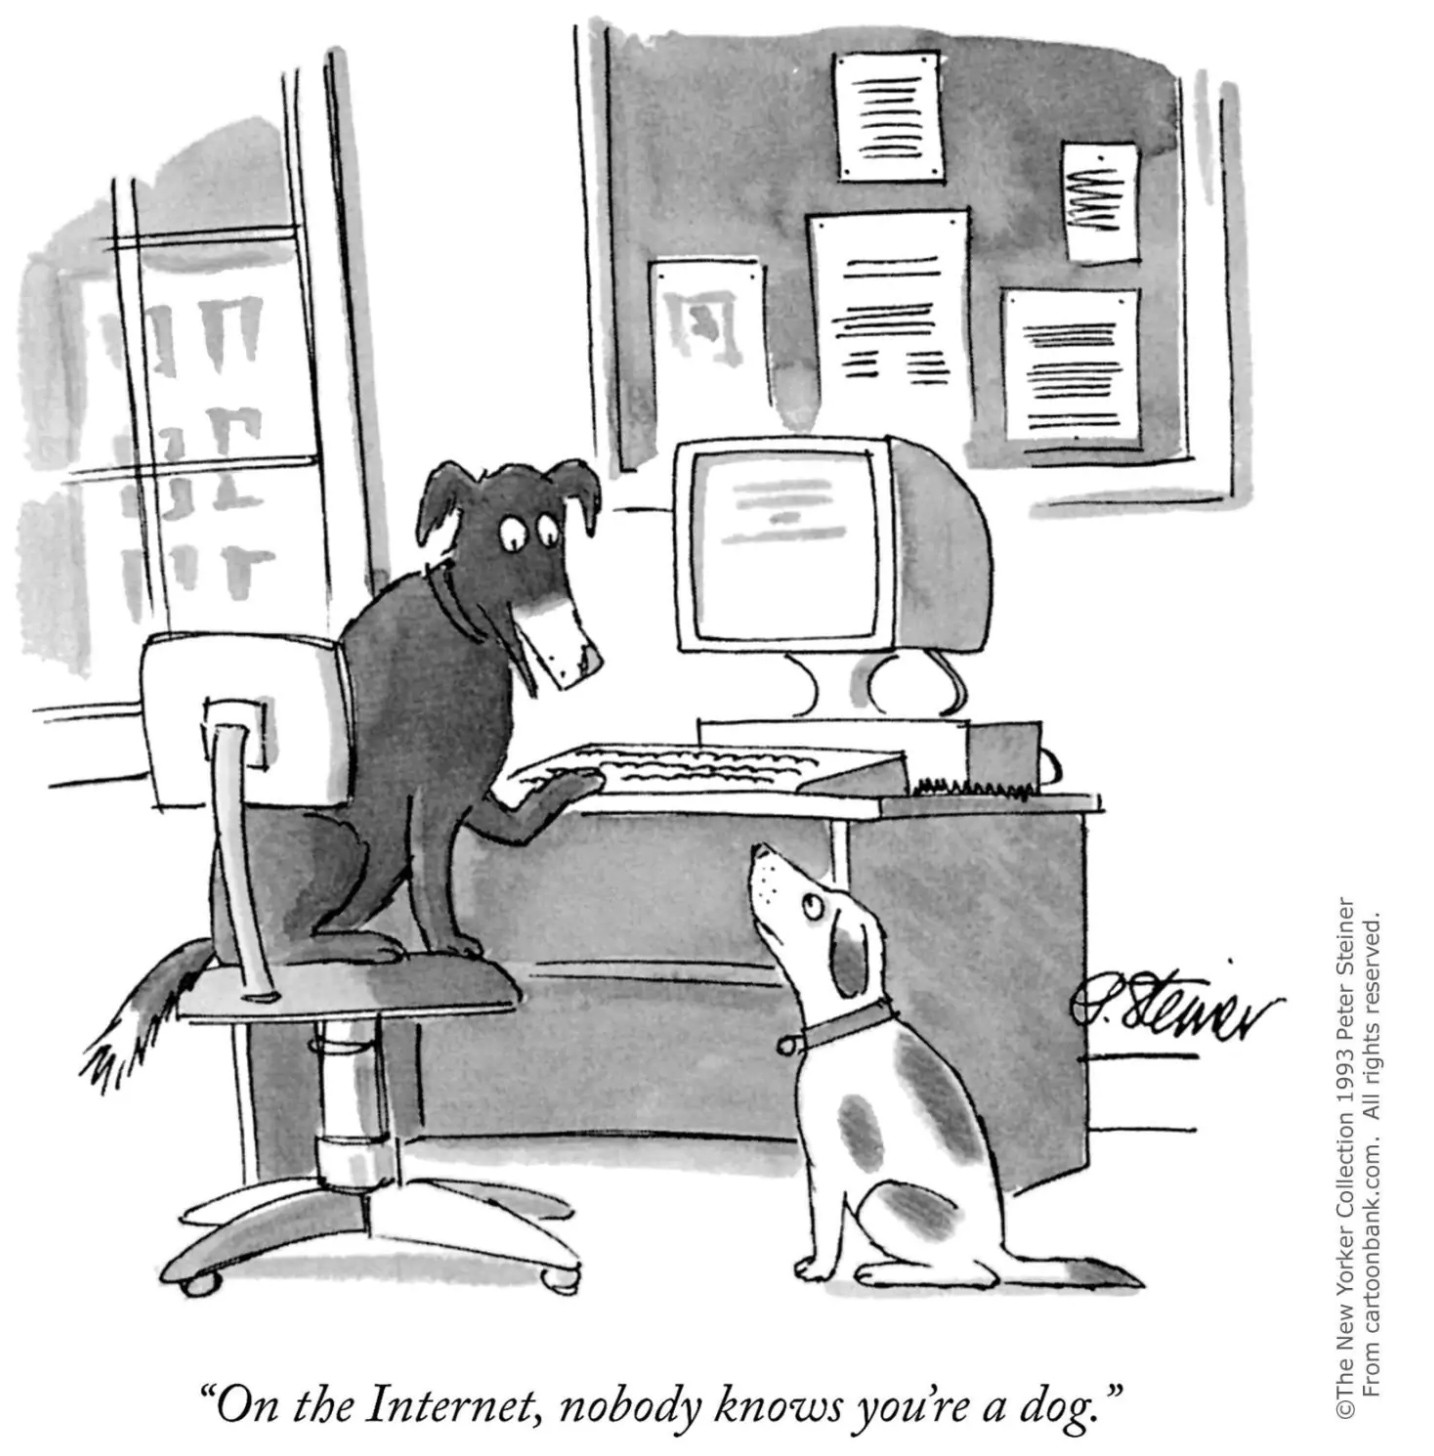 P. Steiner
“On the Internet, nobody knows you’re a dog.”
©The New Yorker Collection 1993 Peter Steiner
From cartoonbank.com. All rights reserved.